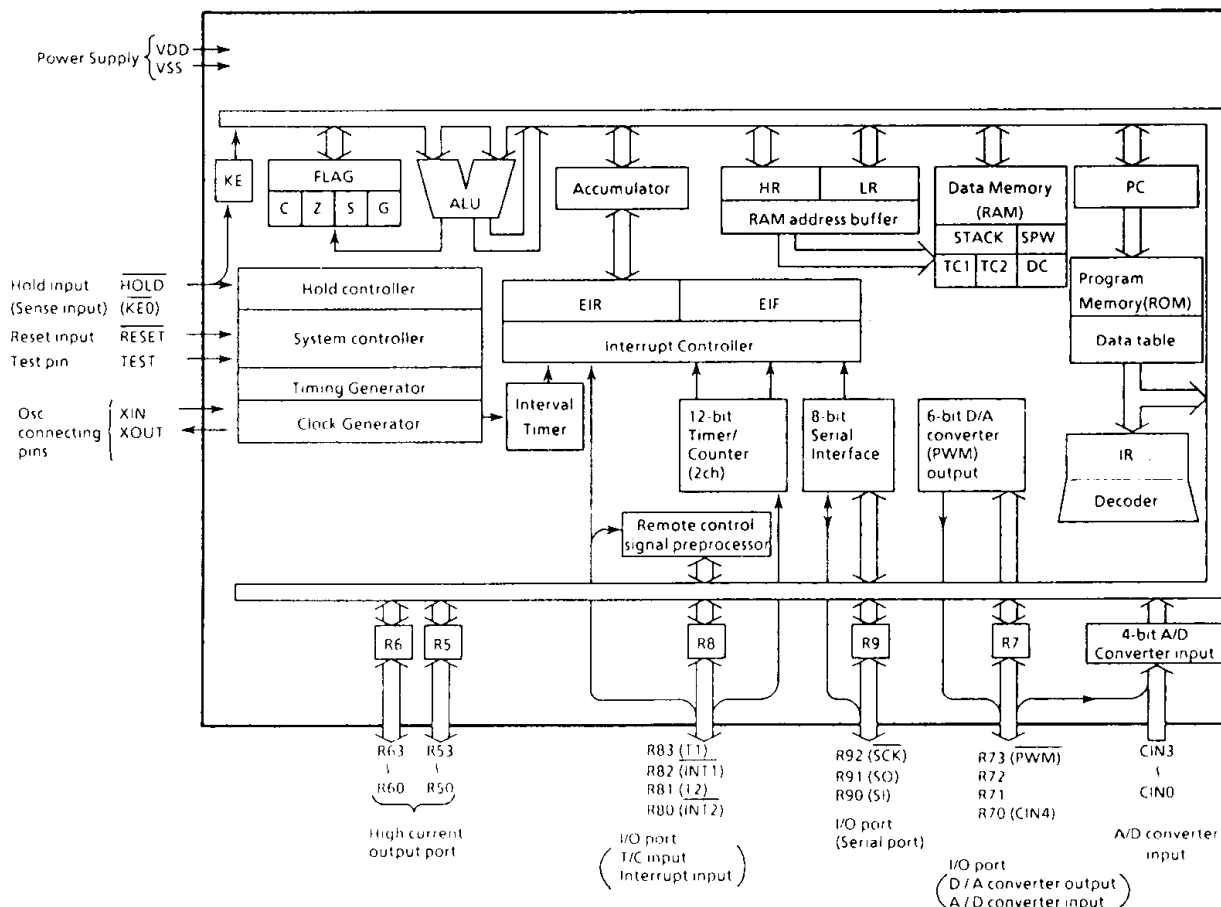 Power Supply
VDD
VSS
KE
FLAG
C Z S G
ALU
Accumulator
HR LR
RAM address buffer
Data Memory
(RAM)
STACK SPW
TC1 TC2 DC
PC
Program
Memory(ROM)
Data table
IR
Decoder
Hold input HOLD
(Sense input) (KE0)
Reset input RESET
Test pin TEST
Osc
connecting
pins
XIN
XOUT
Hold controller
System controller
Timing Generator
Clock Generator
EIR EIF
Interrupt Controller
Interval
Timer
12-bit
Timer/
Counter
(2ch)
8-bit
Serial
Interface
6-bit D/A
converter
(PWM)
output
Remote control
signal preprocessor
R6 R5 R8 R9 R7
4-bit A/D
Converter input
R63
~
R60
R53
~
R50
High current
output port
R83 (T1)
R82 (INT1)
R81 (T2)
R80 (INT2)
I/O port
(T/C input
Interrupt input)
R92 (SCK)
R91 (SO)
R90 (SI)
I/O port
(Serial port)
R73 (PWM)
R72
R71
R70 (CIN4)
I/O port
(D/A converter output
A/D converter input)
CIN3
~
CIN0
A/D converter
input